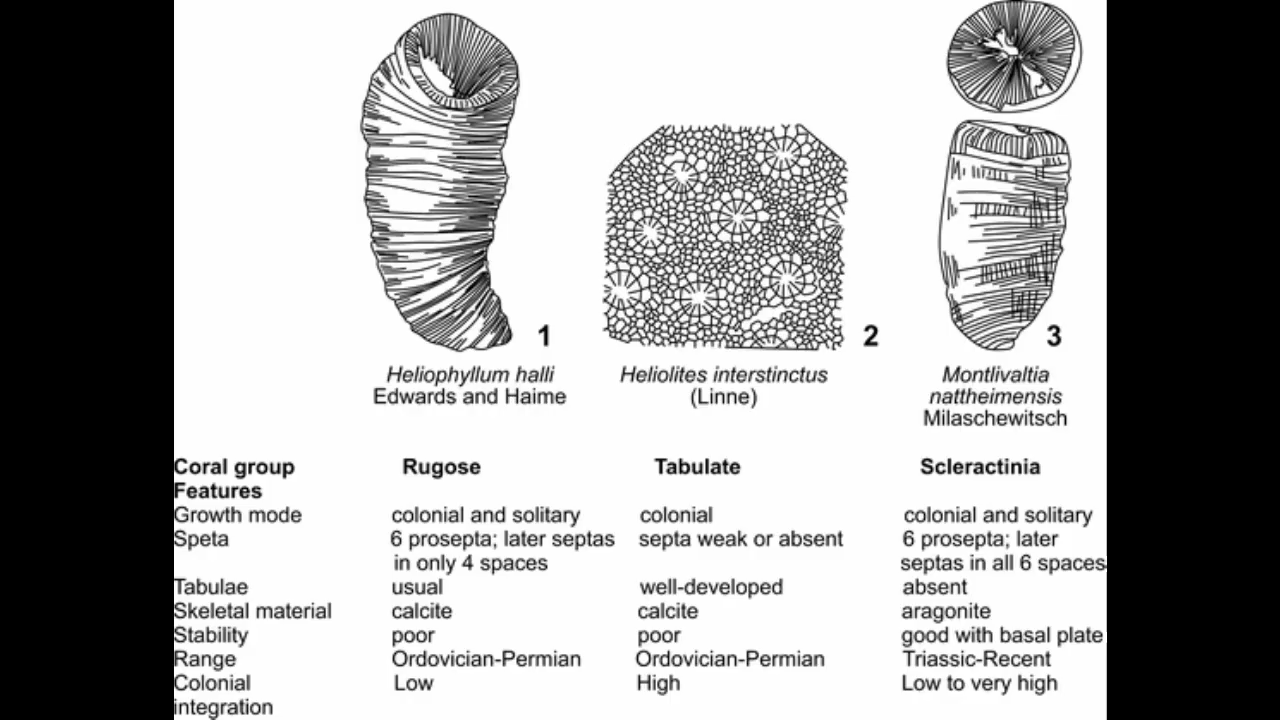 1
2
3
Heliophyllum halli
Edwards and Haime
Heliolites interstinctus
(Linne)
Montlivaltia
nattheimensis
Milaschewitsch
Coral group Rugose Tabulate Scleractinia
Features
Growth mode colonial and solitary colonial colonial and solitary
Speta 6 prosepta; later septas septa weak or absent 6 prosepta; later
in only 4 spaces septas in all 6 spaces
Tabulae usual well-developed absent
Skeletal material calcite calcite aragonite
Stability poor poor good with basal plate
Range Ordovician-Permian Ordovician-Permian Triassic-Recent
Colonial Low High Low to very high
integration